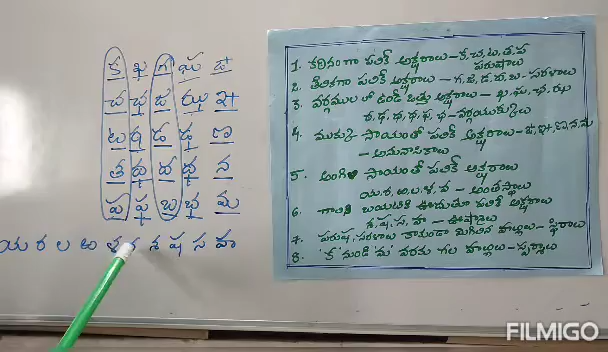 క ఖ గ ఘ ఙ
చ ఛ జ ఝ ఞ
ట ఠ డ ఢ ణ
త థ ద ధ న
ప ఫ బ భ మ
య ర ల ఱ ళ శ ష స హ
1. కఠినంగా పలికే అక్షరాలు - క, చ, ట, త, ప
పరుషాలు
2. తేలికగా పలికే అక్షరాలు - గ, జ, డ, ద, బ - సరళాలు
3. వర్గముల లో ఉండే ఒత్తు అక్షరాలు - ఖ, ఘ, ఛ, ఝ
ఠ, ఢ, థ, ధ, ఫ, భ - వర్గయుక్కులు
4. ముక్కు సాయంతో పలికే అక్షరాలు - ఙ, ఞ, ణ, న, మ
- అనునాసికాలు
5. అంగిలి సాయంతో పలికే అక్షరాలు
య, ర, ఱ, ల, ళ, వ - అంతస్థాలు
6. గాలిని బయటికి ఊదుతూ పలికే అక్షరాలు
శ, ష, స, హ - ఊష్మాలు
7. పరుష, సరళాలు కాకుండా మిగిలిన హల్లులు - స్థిరాలు
8. 'క' నుండి 'మ' వరకు గల హల్లులు - స్పర్శాలు
FILMIGO